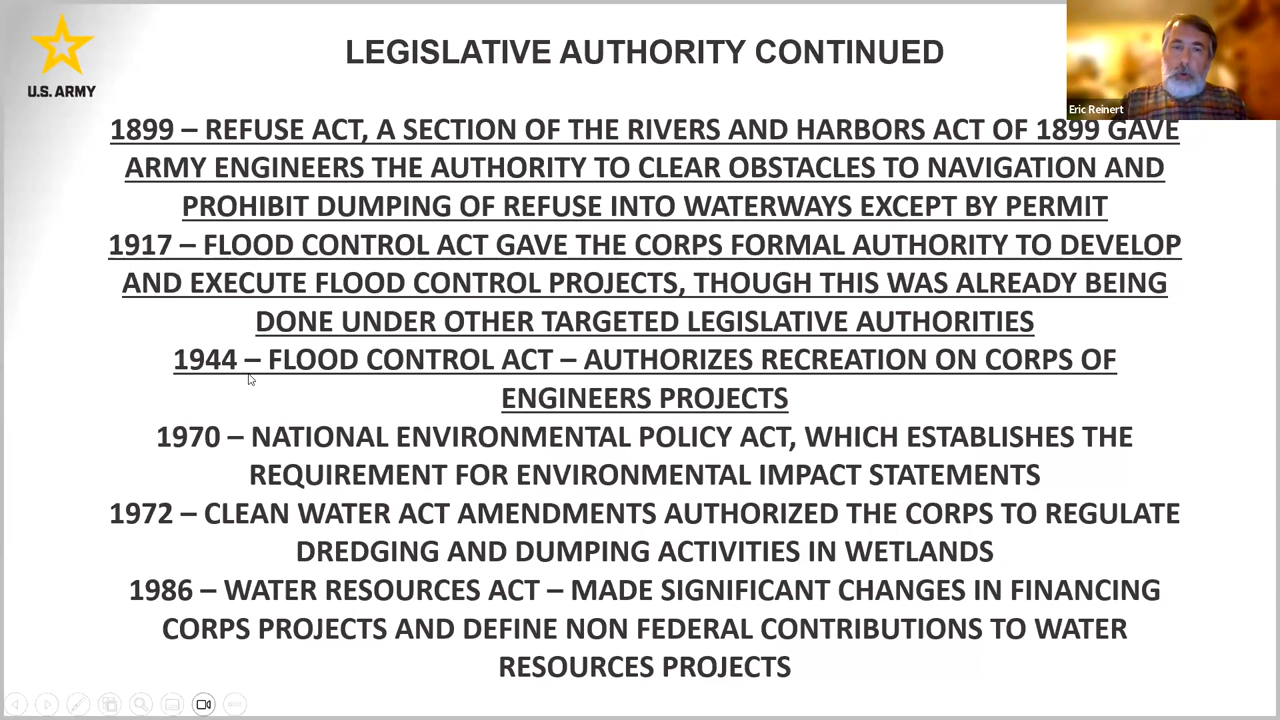 LEGISLATIVE AUTHORITY CONTINUED
U.S. ARMY
Eric Reinert
1899 – REFUSE ACT, A SECTION OF THE RIVERS AND HARBORS ACT OF 1899 GAVE
ARMY ENGINEERS THE AUTHORITY TO CLEAR OBSTACLES TO NAVIGATION AND
PROHIBIT DUMPING OF REFUSE INTO WATERWAYS EXCEPT BY PERMIT
1917 – FLOOD CONTROL ACT GAVE THE CORPS FORMAL AUTHORITY TO DEVELOP
AND EXECUTE FLOOD CONTROL PROJECTS, THOUGH THIS WAS ALREADY BEING
DONE UNDER OTHER TARGETED LEGISLATIVE AUTHORITIES
1944 – FLOOD CONTROL ACT – AUTHORIZES RECREATION ON CORPS OF
ENGINEERS PROJECTS
1970 – NATIONAL ENVIRONMENTAL POLICY ACT, WHICH ESTABLISHES THE
REQUIREMENT FOR ENVIRONMENTAL IMPACT STATEMENTS
1972 – CLEAN WATER ACT AMENDMENTS AUTHORIZED THE CORPS TO REGULATE
DREDGING AND DUMPING ACTIVITIES IN WETLANDS
1986 – WATER RESOURCES ACT – MADE SIGNIFICANT CHANGES IN FINANCING
CORPS PROJECTS AND DEFINE NON FEDERAL CONTRIBUTIONS TO WATER
RESOURCES PROJECTS